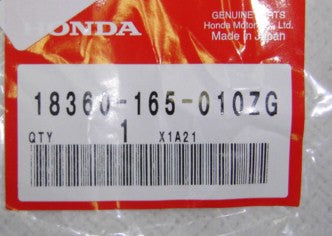 HONDA
GENUINE PARTS
Honda Motor Co., Ltd.
Made in Japan
18360-165-010ZG
QTY 1 X1A21